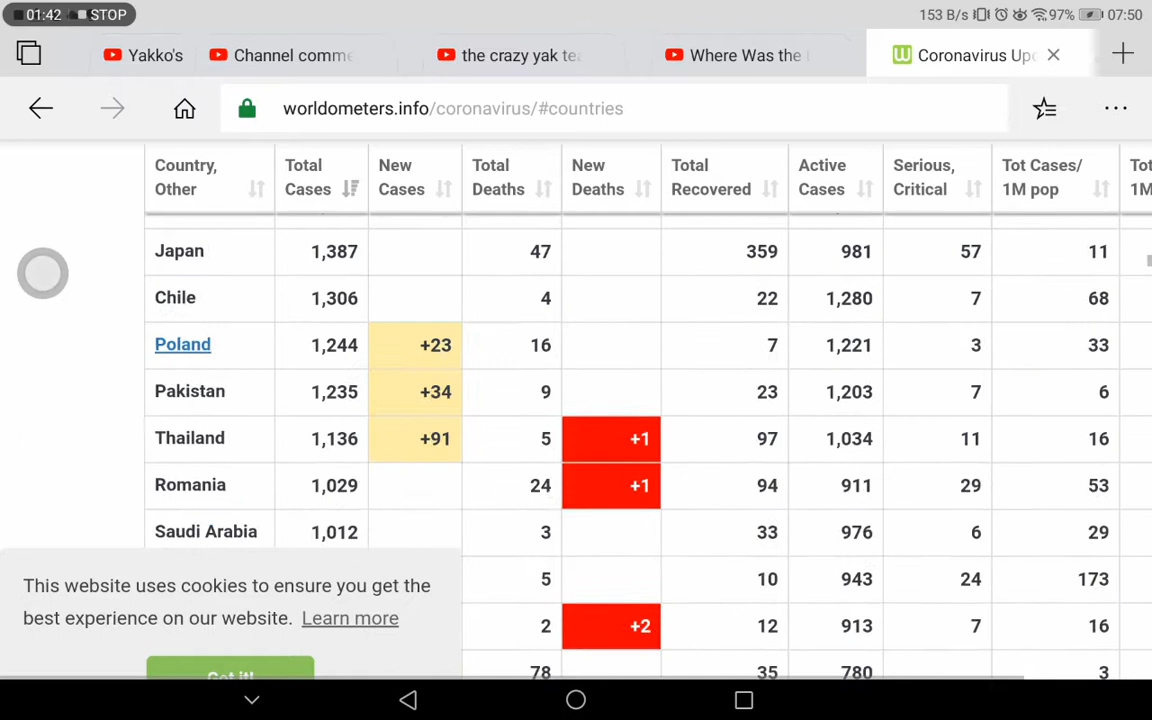 01:42 STOP 153 B/s 97% 07:50
Yakko's Channel comme the crazy yak tea Where Was the Coronavirus Upd
worldometers.info/coronavirus/#countries
Country, Other Total Cases New Cases Total Deaths New Deaths Total Recovered Active Cases Serious, Critical Tot Cases/ 1M pop Tot 1M
Japan 1,387 47 359 981 57 11
Chile 1,306 4 22 1,280 7 68
Poland 1,244 +23 16 7 1,221 3 33
Pakistan 1,235 +34 9 23 1,203 7 6
Thailand 1,136 +91 5 +1 97 1,034 11 16
Romania 1,029 24 +1 94 911 29 53
Saudi Arabia 1,012 3 33 976 6 29
5 10 943 24 173
2 +2 12 913 7 16
78 35 780 3
This website uses cookies to ensure you get the
best experience on our website. Learn more
Got it!